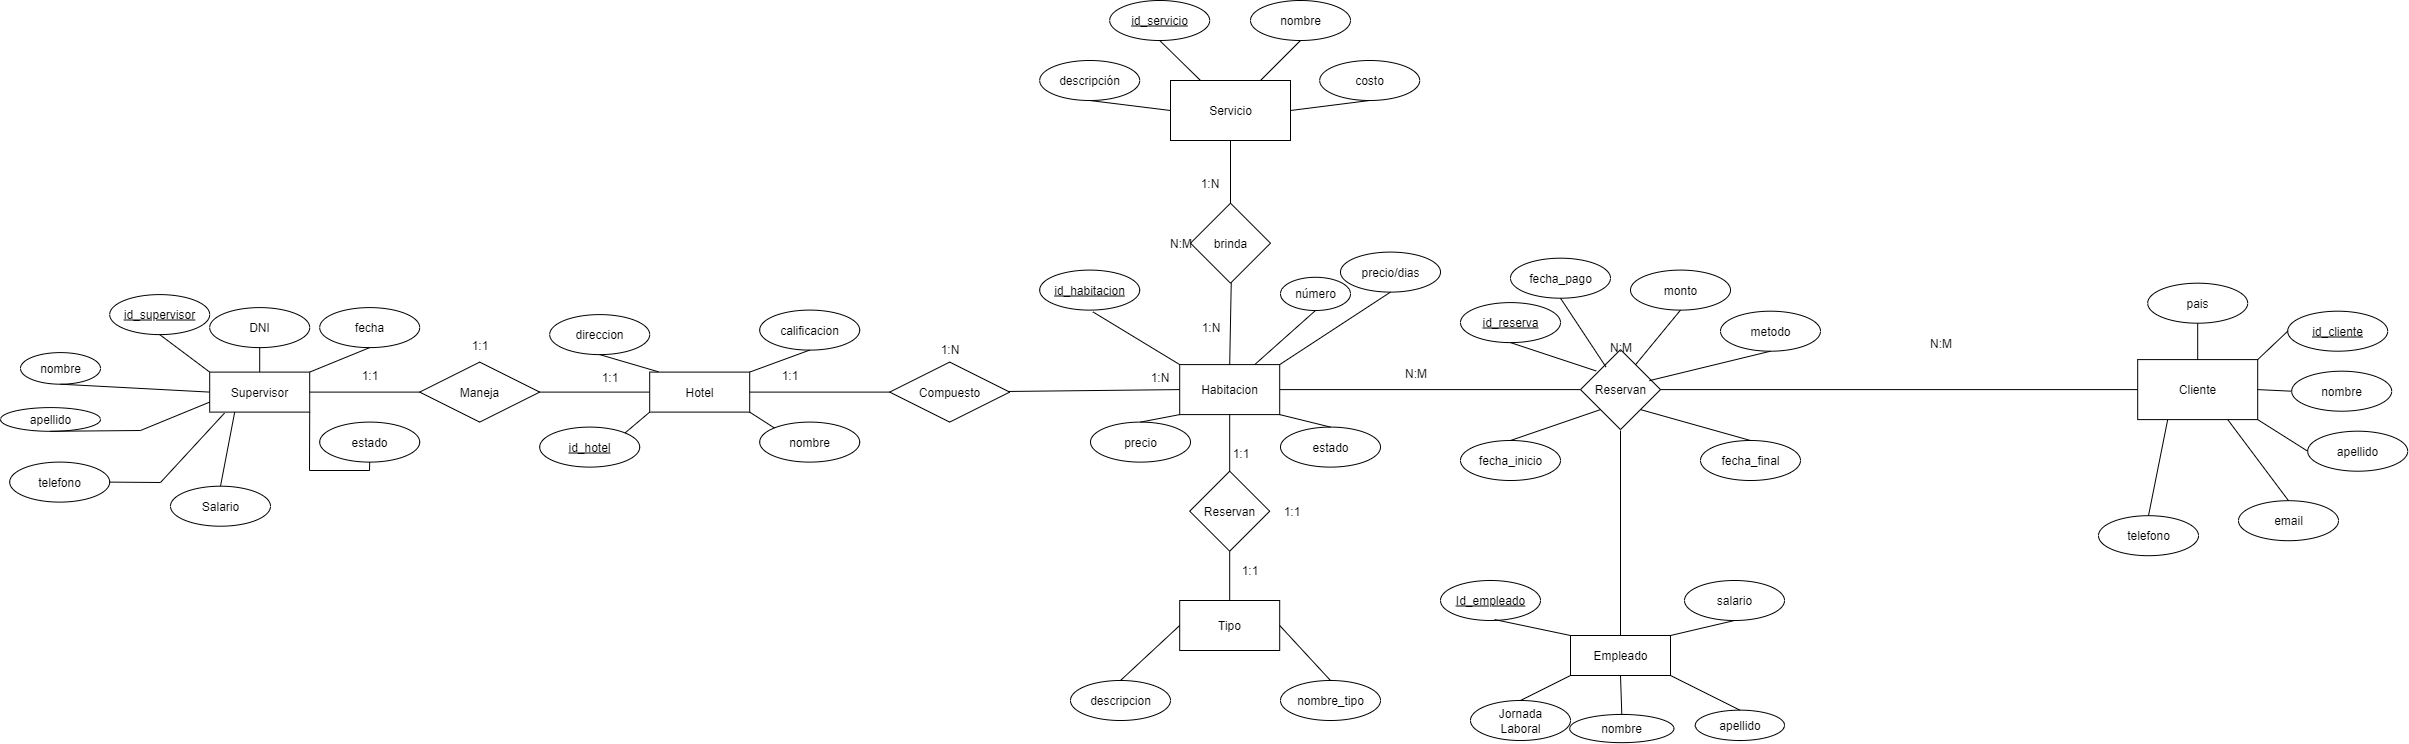 id_servicio
nombre
descripción
costo
Servicio
1:N
N:M
brinda
1:N
id_habitacion
número
precio/dias
id_supervisor
DNI
fecha
nombre
apellido
telefono
Salario
estado
Supervisor
1:1
1:1
Maneja
1:1
direccion
calificacion
Hotel
id_hotel
nombre
1:1
1:N
Compuesto
1:N
Habitacion
precio
estado
N:M
fecha_pago
monto
id_reserva
metodo
N:M
Reservan
fecha_inicio
fecha_final
N:M
pais
id_cliente
Cliente
nombre
apellido
email
telefono
1:1
Reservan
1:1
1:1
Tipo
descripcion
nombre_tipo
Id_empleado
salario
Empleado
Jornada
Laboral
nombre
apellido